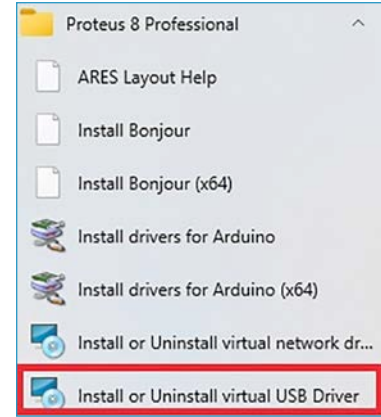 Proteus 8 Professional
ARES Layout Help
Install Bonjour
Install Bonjour (x64)
Install drivers for Arduino
Install drivers for Arduino (x64)
Install or Uninstall virtual network dr...
Install or Uninstall virtual USB Driver